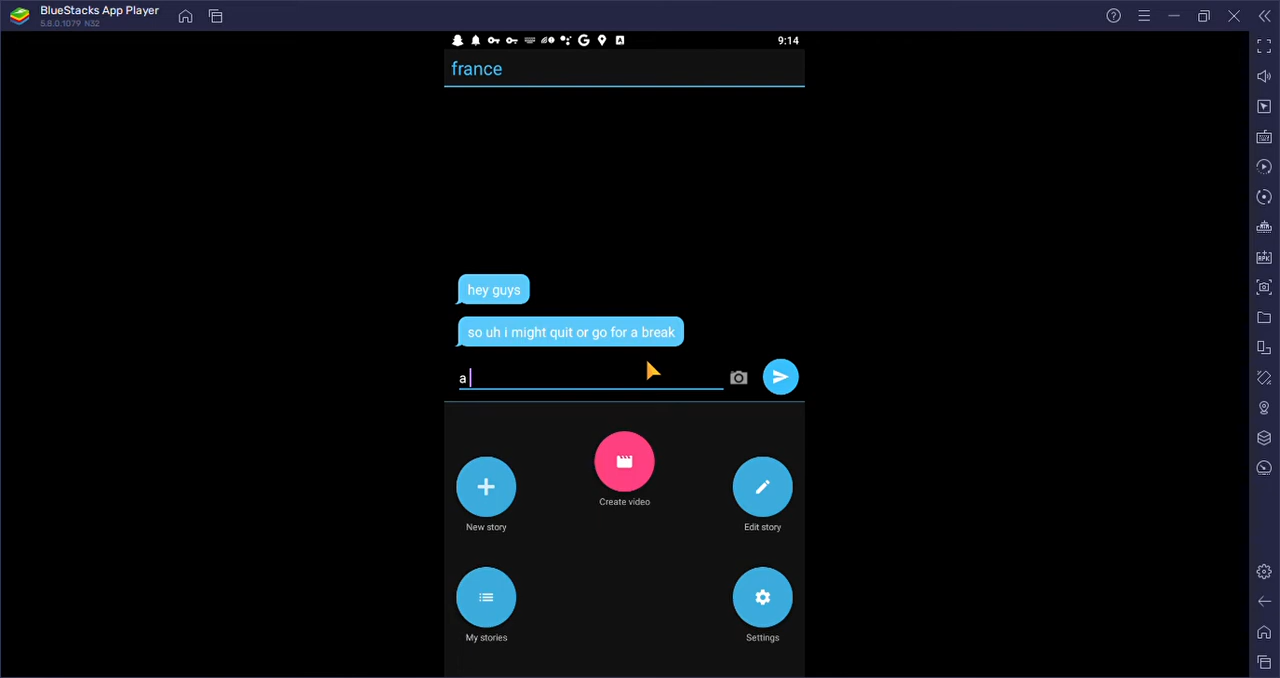 BlueStacks App Player
5.8.0.1079 N32
9:14
france
hey guys
so uh i might quit or go for a break
a
Create video
New story
Edit story
My stories
Settings